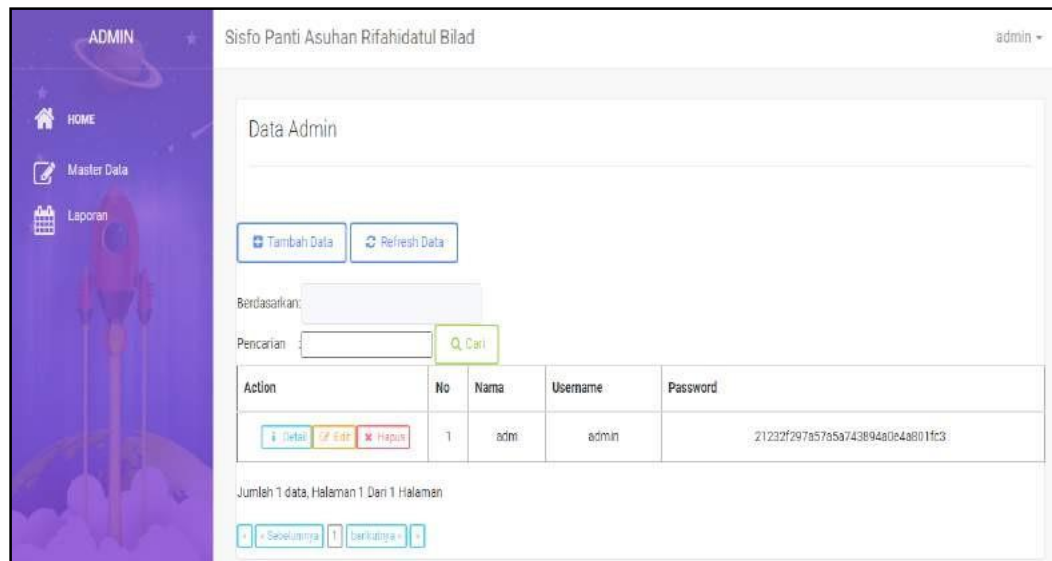 ADMIN
Sisfo Panti Asuhan Rifahidatul Bilad
admin
HOME
Master Data
Laporan
Data Admin
Tambah Data
Refresh Data
Berdasarkan:
Pencarian :
Cari
Action No Nama Username Password
Detail Edit Hapus 1 adm admin 21232f297a57a5a743894a0e4a801fc3
Jumlah 1 data, Halaman 1 Dari 1 Halaman
« Sebelumnya 1 berikutnya »